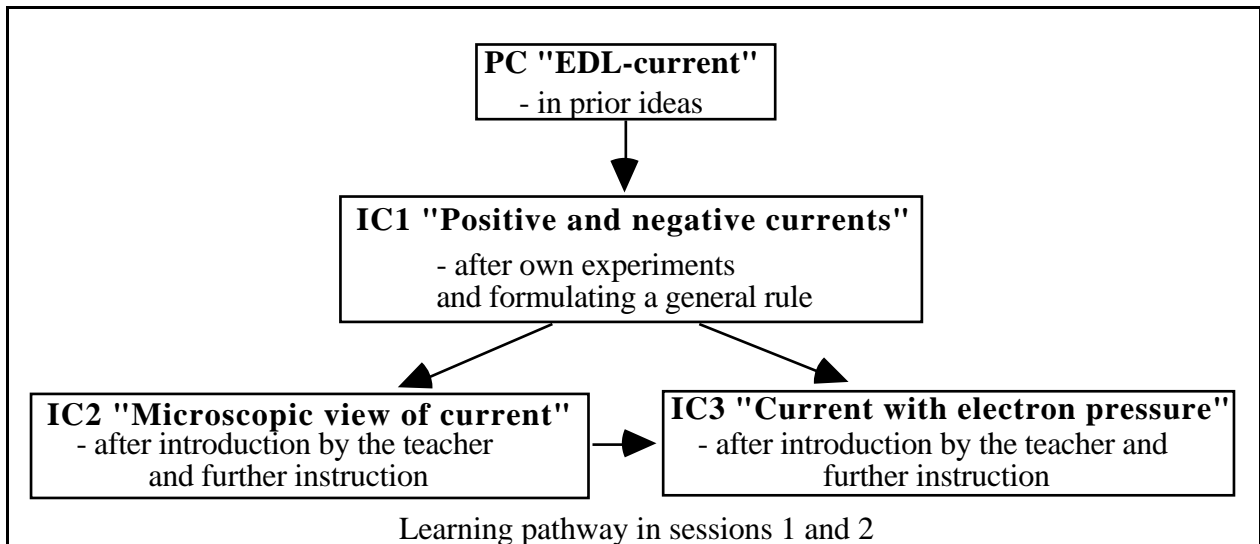 PC "EDL-current"
- in prior ideas
IC1 "Positive and negative currents"
- after own experiments
and formulating a general rule
IC2 "Microscopic view of current"
- after introduction by the teacher
and further instruction
IC3 "Current with electron pressure"
- after introduction by the teacher and
further instruction
Learning pathway in sessions 1 and 2